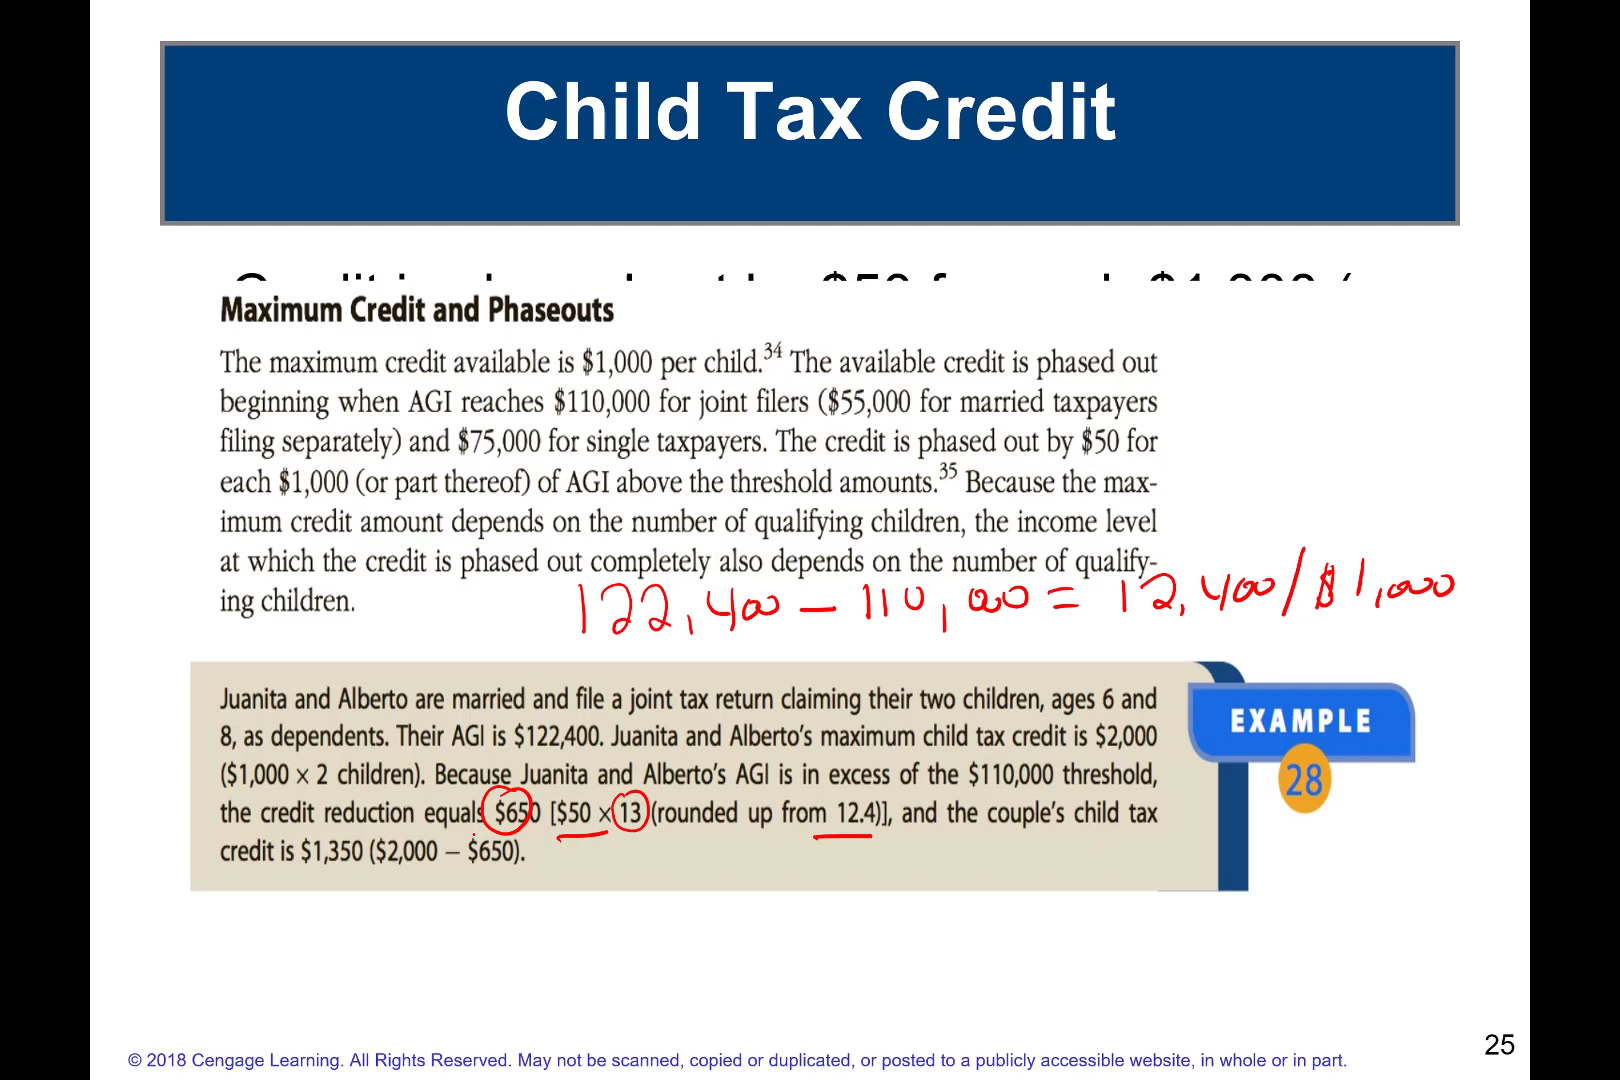 Child Tax Credit
Maximum Credit and Phaseouts
The maximum credit available is $1,000 per child.34 The available credit is phased out
beginning when AGI reaches $110,000 for joint filers ($55,000 for married taxpayers
filing separately) and $75,000 for single taxpayers. The credit is phased out by $50 for
each $1,000 (or part thereof) of AGI above the threshold amounts.35 Because the max-
imum credit amount depends on the number of qualifying children, the income level
at which the credit is phased out completely also depends on the number of qualify-
ing children.
122,400 – 110,000 = 12,400/$1,000
Juanita and Alberto are married and file a joint tax return claiming their two children, ages 6 and
8, as dependents. Their AGI is $122,400. Juanita and Alberto's maximum child tax credit is $2,000
($1,000 × 2 children). Because Juanita and Alberto's AGI is in excess of the $110,000 threshold,
the credit reduction equals $650 [$50 × 13 (rounded up from 12.4)], and the couple's child tax
credit is $1,350 ($2,000 – $650).
EXAMPLE
28
25
© 2018 Cengage Learning. All Rights Reserved. May not be scanned, copied or duplicated, or posted to a publicly accessible website, in whole or in part.